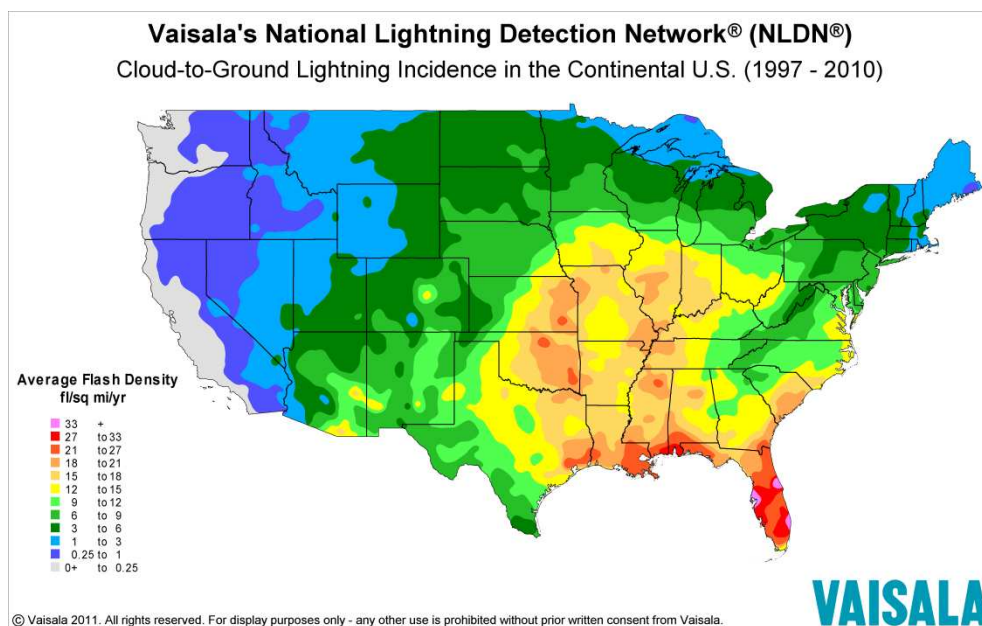 Vaisala's National Lightning Detection Network® (NLDN®)
Cloud-to-Ground Lightning Incidence in the Continental U.S. (1997 - 2010)
Average Flash Density
fl/sq mi/yr
33 +
27 to 33
21 to 27
18 to 21
15 to 18
12 to 15
9 to 12
6 to 9
3 to 6
1 to 3
0.25 to 1
0+ to 0.25
VAISALA
© Vaisala 2011. All rights reserved. For display purposes only - any other use is prohibited without prior written consent from Vaisala.